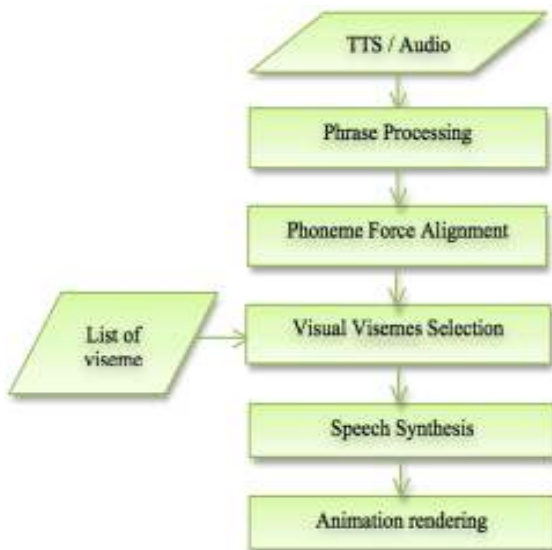 TTS / Audio
Phrase Processing
Phoneme Force Alignment
List of
viseme
Visual Visemes Selection
Speech Synthesis
Animation rendering